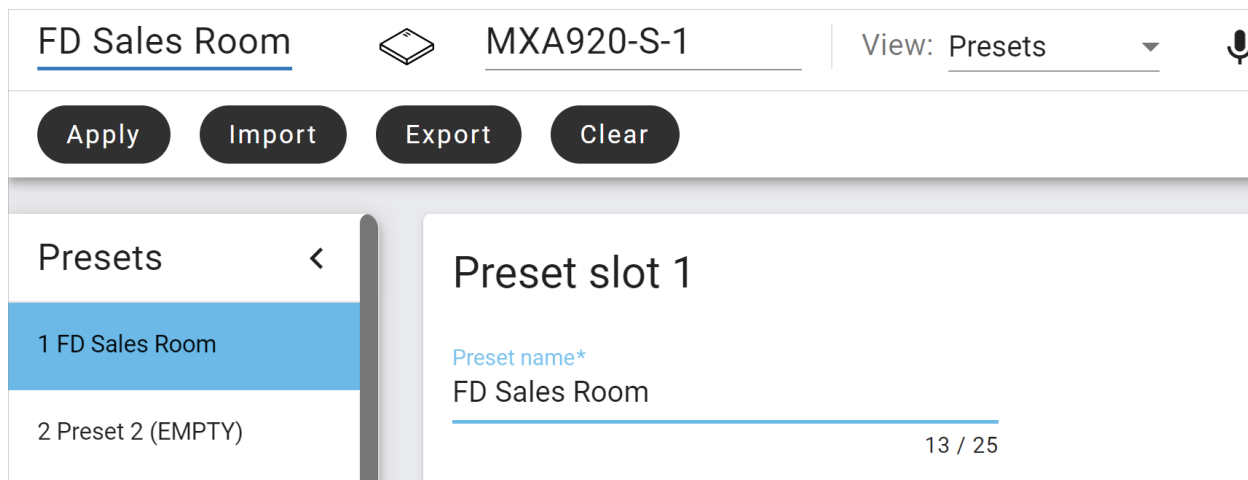 FD Sales Room
MXA920-S-1
View: Presets
Apply
Import
Export
Clear
Presets
1 FD Sales Room
2 Preset 2 (EMPTY)
Preset slot 1
Preset name*
FD Sales Room
13 / 25